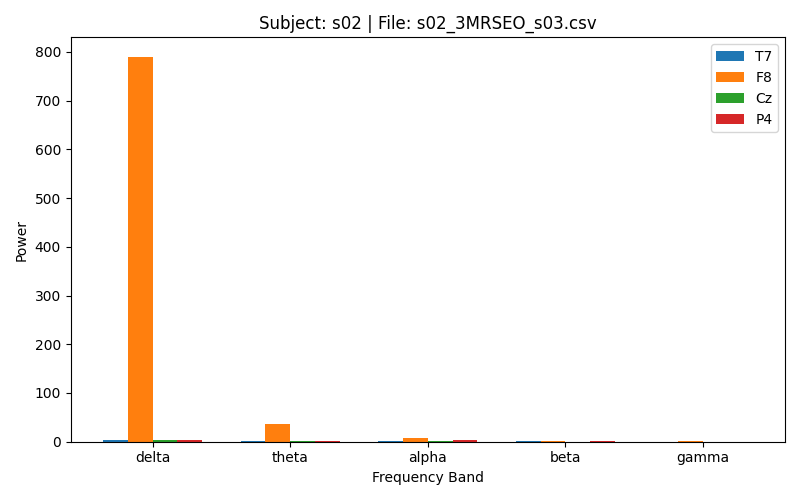 Subject: s02 | File: s02_3MRSEO_s03.csv
T7
F8
Cz
P4
800
700
600
500
400
300
200
100
0
Power
delta theta alpha beta gamma
Frequency Band